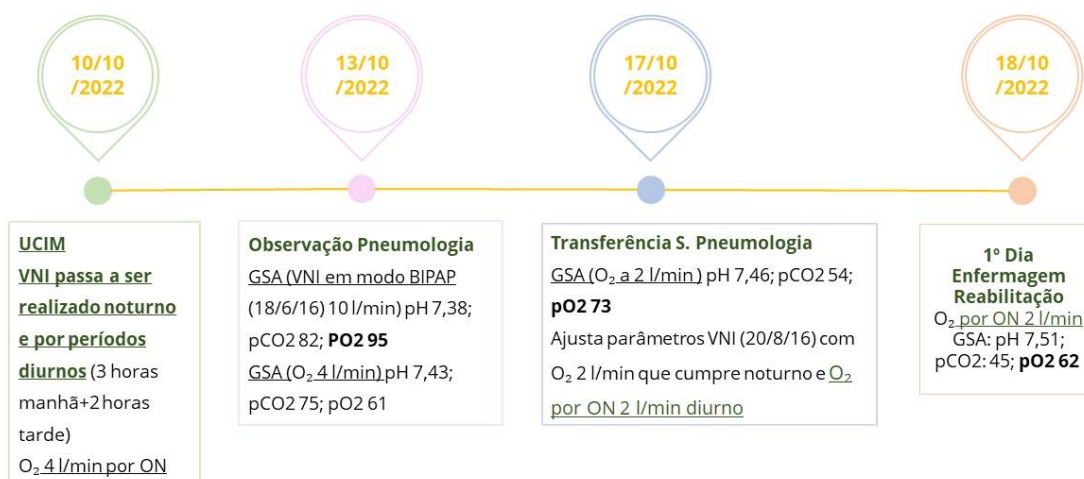 10/10
/2022
13/10
/2022
17/10
/2022
18/10
/2022
UCIM
VNI passa a ser
realizado noturno
e por períodos
diurnos (3 horas
manhã+2 horas
tarde)
O₂ 4 l/min por ON
Observação Pneumologia
GSA (VNI em modo BIPAP
(18/6/16) 10 l/min) pH 7,38;
pCO2 82; PO2 95
GSA (O₂ 4 l/min) pH 7,43;
pCO2 75; pO2 61
Transferência S. Pneumologia
GSA (O₂ a 2 l/min ) pH 7,46; pCO2 54;
pO2 73
Ajusta parâmetros VNI (20/8/16) com
O₂ 2 l/min que cumpre noturno e O₂
por ON 2 l/min diurno
1º Dia
Enfermagem
Reabilitação
O₂ por ON 2 l/min
GSA: pH 7,51;
pCO2: 45; pO2 62